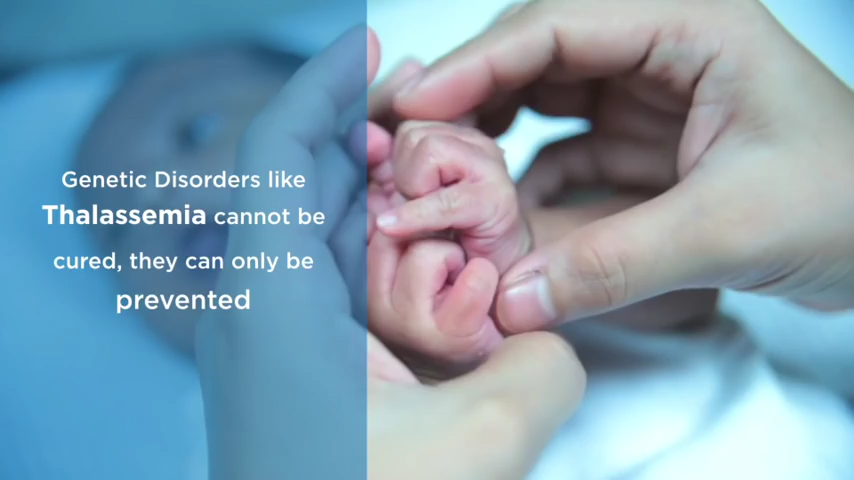 Genetic Disorders like
Thalassemia cannot be
cured, they can only be
prevented